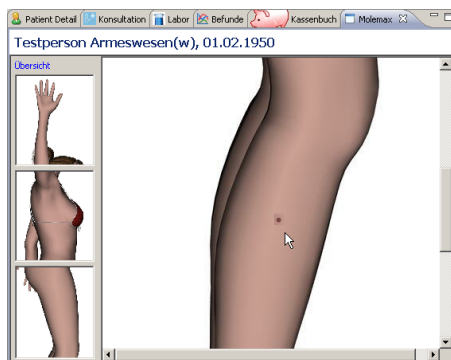 Patient Detail Konsultation Labor Befunde Kassenbuch Molemax
Testperson Armeswesen(w), 01.02.1950
Übersicht